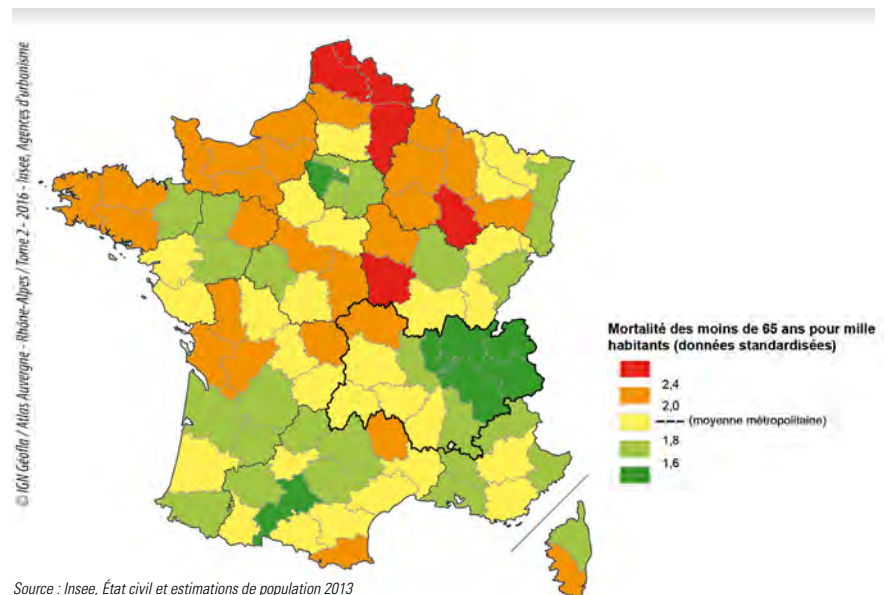 © IGN Géofla / Atlas Auvergne - Rhône-Alpes / Tome 2 - 2016 - Insee, Agences d'urbanisme
Mortalité des moins de 65 ans pour mille
habitants (données standardisées)
2,4
2,0
(moyenne métropolitaine)
1,8
1,6
Source : Insee, État civil et estimations de population 2013